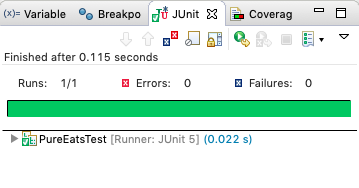 (x)= Variable Breakpo JUnit Coverag
Finished after 0.115 seconds
Runs: 1/1 Errors: 0 Failures: 0
PureEatsTest [Runner: JUnit 5] (0.022 s)